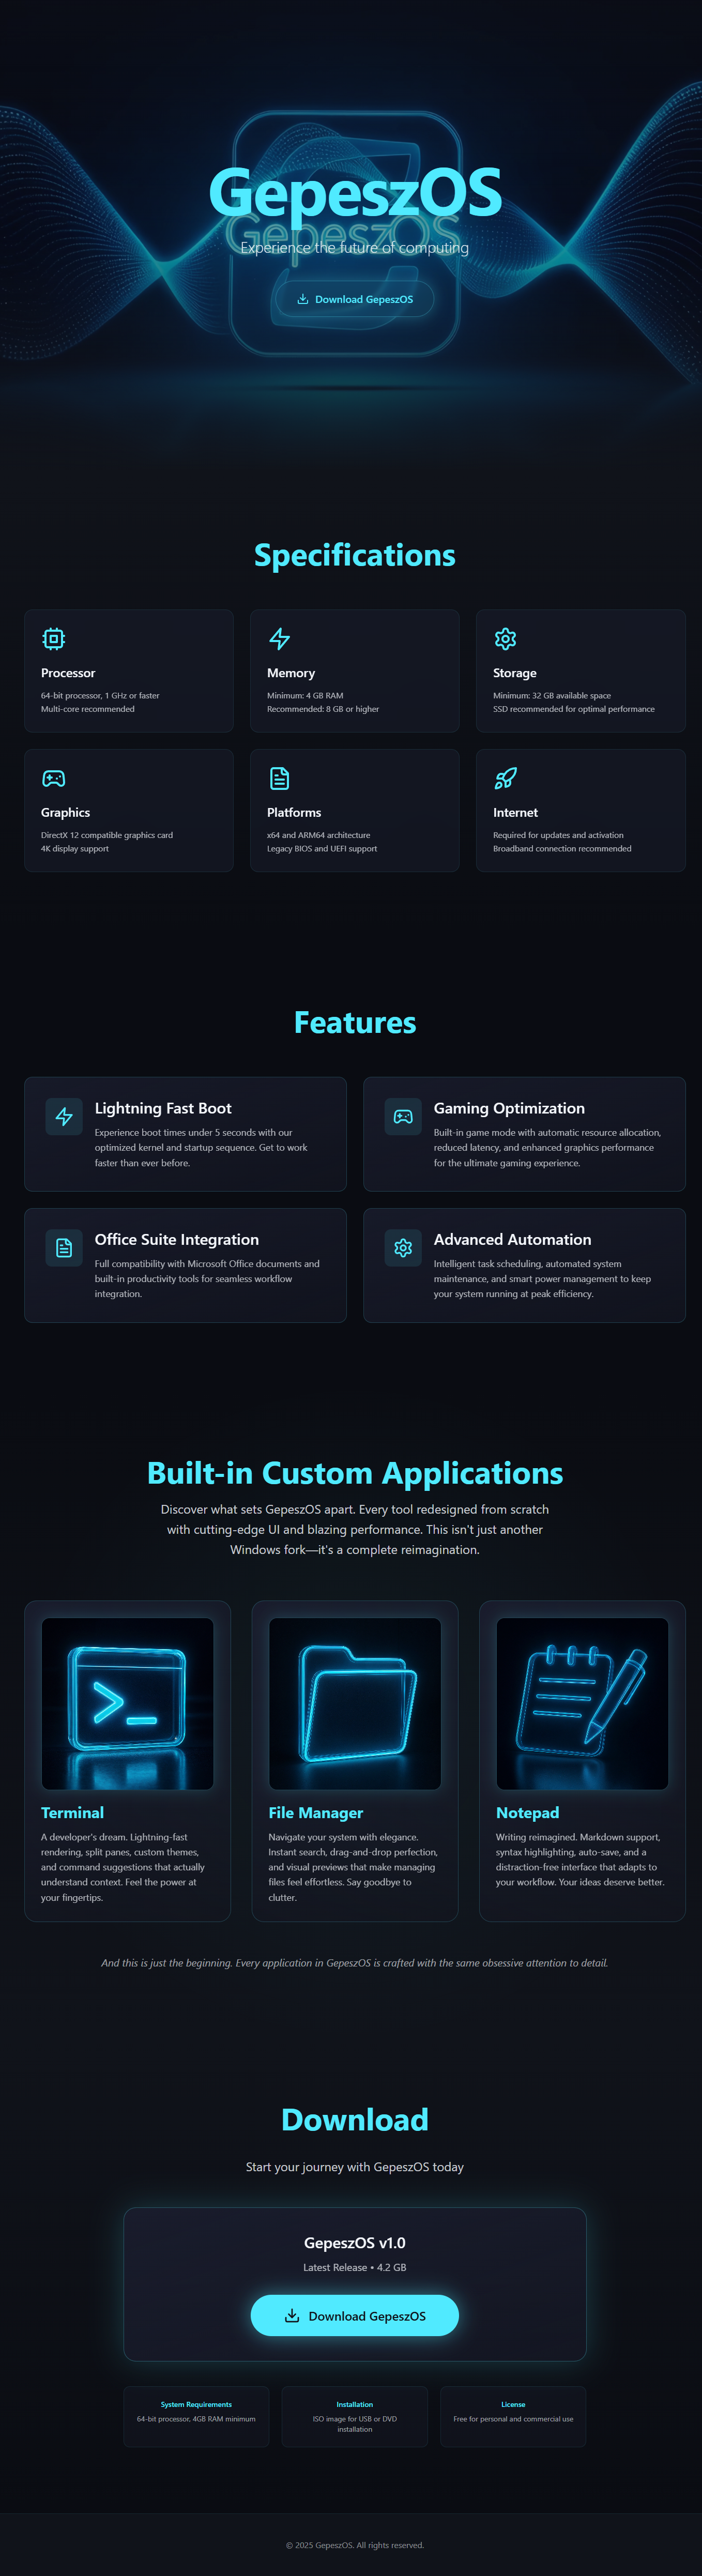 GepeszOS
GepeszOS
Experience the future of computing
Download GepeszOS
Specifications
Processor
64-bit processor, 1 GHz or faster
Multi-core recommended
Memory
Minimum: 4 GB RAM
Recommended: 8 GB or higher
Storage
Minimum: 32 GB available space
SSD recommended for optimal performance
Graphics
DirectX 12 compatible graphics card
4K display support
Platforms
x64 and ARM64 architecture
Legacy BIOS and UEFI support
Internet
Required for updates and activation
Broadband connection recommended
Features
Lightning Fast Boot
Experience boot times under 5 seconds with our
optimized kernel and startup sequence. Get to work
faster than ever before.
Gaming Optimization
Built-in game mode with automatic resource allocation,
reduced latency, and enhanced graphics performance
for the ultimate gaming experience.
Office Suite Integration
Full compatibility with Microsoft Office documents and
built-in productivity tools for seamless workflow
integration.
Advanced Automation
Intelligent task scheduling, automated system
maintenance, and smart power management to keep
your system running at peak efficiency.
Built-in Custom Applications
Discover what sets GepeszOS apart. Every tool redesigned from scratch
with cutting-edge UI and blazing performance. This isn't just another
Windows fork—it's a complete reimagination.
Terminal
A developer's dream. Lightning-fast
rendering, split panes, custom themes,
and command suggestions that actually
understand context. Feel the power at
your fingertips.
File Manager
Navigate your system with elegance.
Instant search, drag-and-drop perfection,
and visual previews that make managing
files feel effortless. Say goodbye to
clutter.
Notepad
Writing reimagined. Markdown support,
syntax highlighting, auto-save, and a
distraction-free interface that adapts to
your workflow. Your ideas deserve better.
And this is just the beginning. Every application in GepeszOS is crafted with the same obsessive attention to detail.
Download
Start your journey with GepeszOS today
GepeszOS v1.0
Latest Release • 4.2 GB
Download GepeszOS
System Requirements
64-bit processor, 4GB RAM minimum
Installation
ISO image for USB or DVD
installation
License
Free for personal and commercial use
© 2025 GepeszOS. All rights reserved.